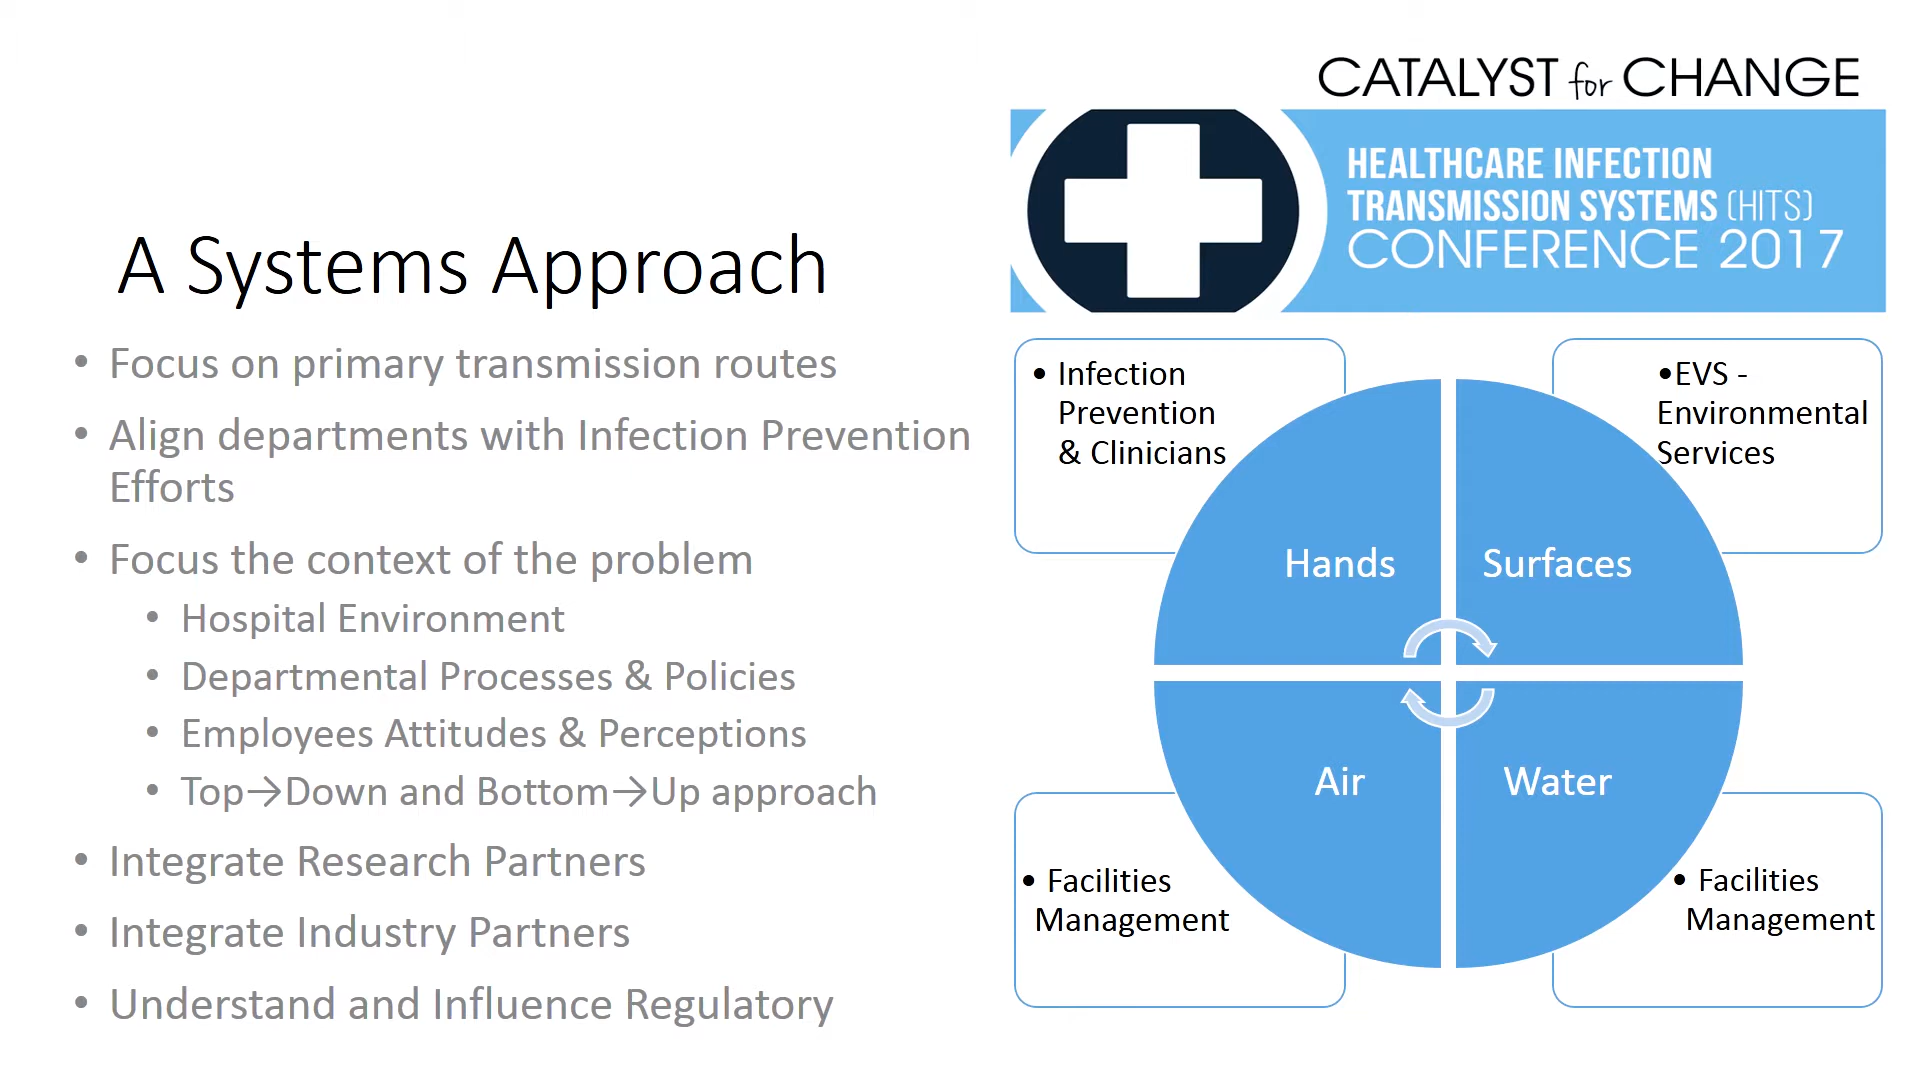 CATALYST for CHANGE
HEALTHCARE INFECTION
TRANSMISSION SYSTEMS (HITS)
CONFERENCE 2017
A Systems Approach
• Focus on primary transmission routes
• Align departments with Infection Prevention
Efforts
• Focus the context of the problem
• Hospital Environment
• Departmental Processes & Policies
• Employees Attitudes & Perceptions
• Top→Down and Bottom→Up approach
• Integrate Research Partners
• Integrate Industry Partners
• Understand and Influence Regulatory
• Infection
Prevention
& Clinicians
•EVS -
Environmental
Services
Hands
Surfaces
Air
Water
• Facilities
Management
• Facilities
Management